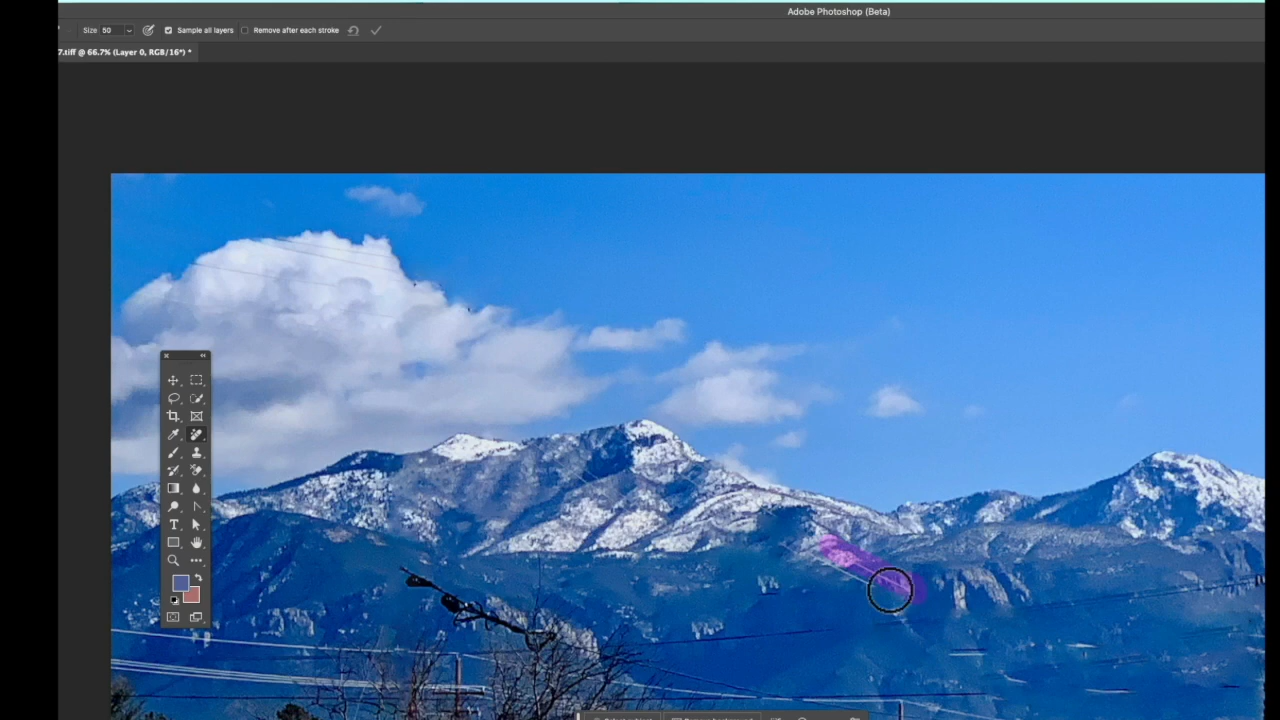 Adobe Photoshop (Beta)
Size 50 Sample all layers Remove after each stroke
7.tiff @ 66.7% (Layer 0, RGB/16*) *